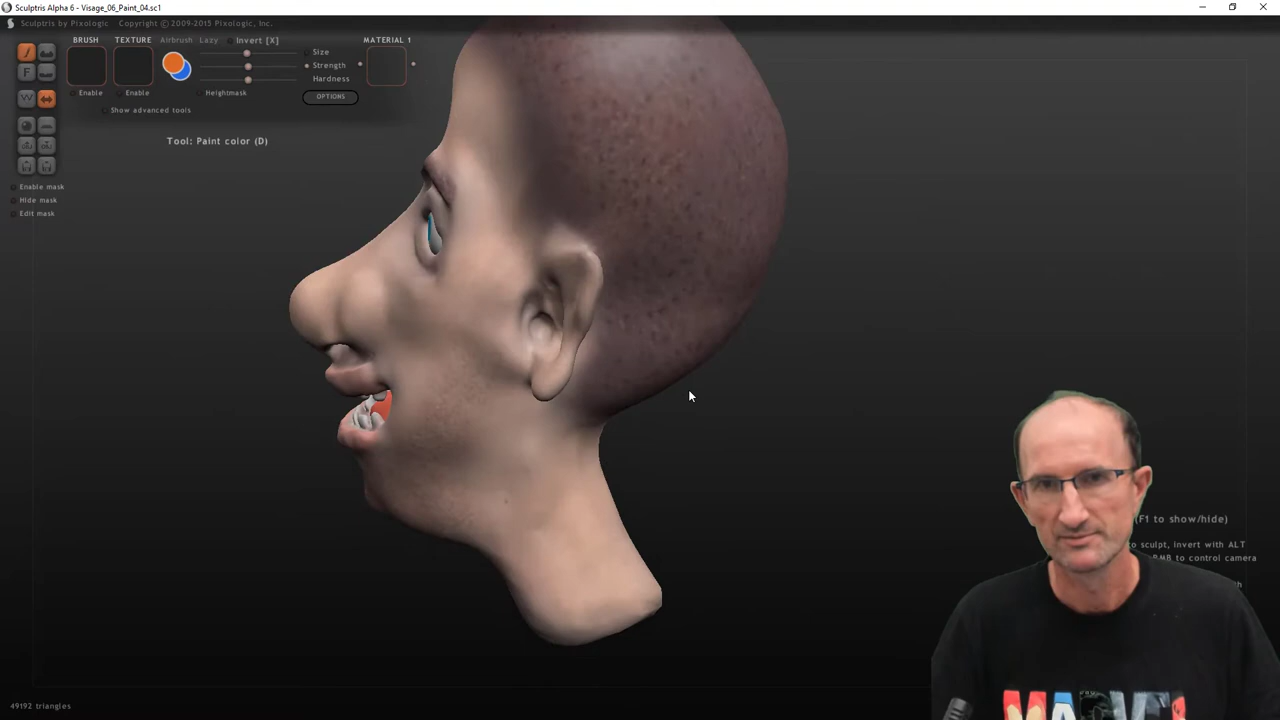 Sculptris Alpha 6 - Visage_06_Paint_04.sc1
Sculptris by Pixologic Copyright © 2009-2015 Pixologic, Inc.
BRUSH TEXTURE Airbrush Lazy Invert [X] MATERIAL 1
Size
Strength
Hardness
Enable Enable Heightmask OPTIONS
Show advanced tools
Tool: Paint color (D)
Enable mask
Hide mask
Edit mask
(F1 to show/hide)
to sculpt, invert with ALT
RMB to control camera
MARVEL
49192 triangles